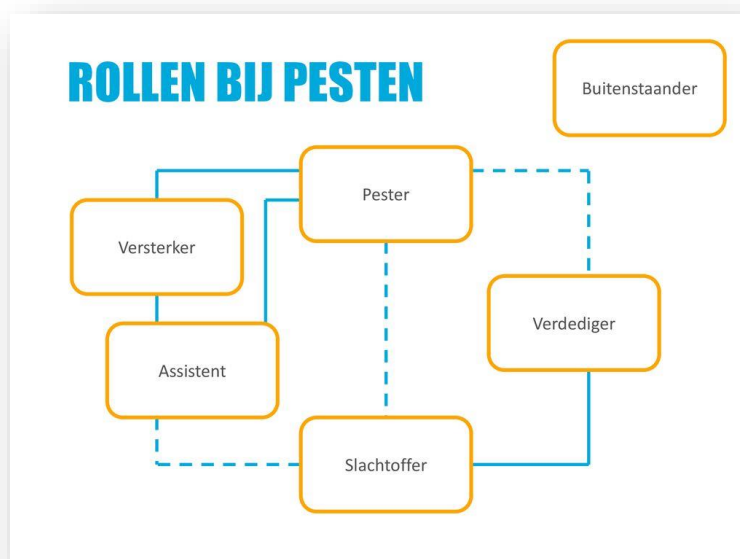 ROLLEN BIJ PESTEN
Buitenstaander
Pester
Versterker
Verdediger
Assistent
Slachtoffer